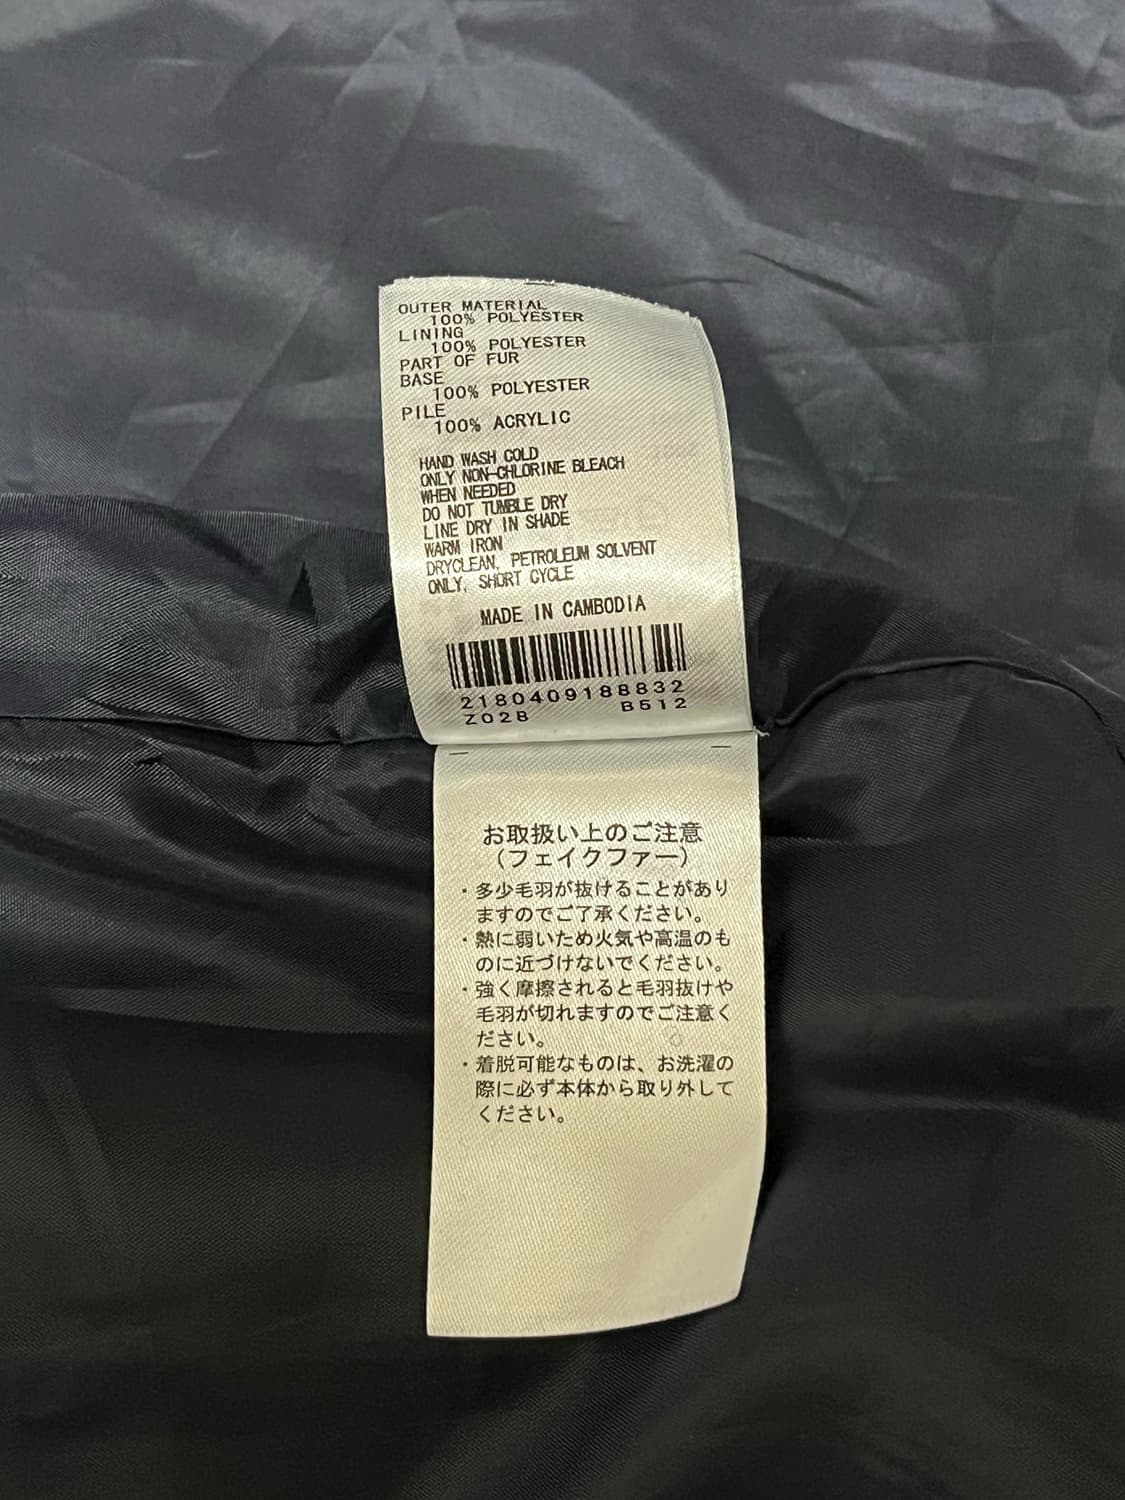 OUTER MATERIAL
100% POLYESTER
LINING
100% POLYESTER
PART OF FUR
BASE
100% POLYESTER
PILE
100% ACRYLIC
HAND WASH COLD
ONLY NON-CHLORINE BLEACH
WHEN NEEDED
DO NOT TUMBLE DRY
LINE DRY IN SHADE
WARM IRON
DRYCLEAN, PETROLEUM SOLVENT
ONLY, SHORT CYCLE
MADE IN CAMBODIA
2180409188832
Z02B B512
お取扱い上のご注意
(フェイクファー)
・多少毛羽が抜けることがあり
ますのでご了承ください。
・熱に弱いため火気や高温のも
のに近づけないでください。
・強く摩擦されると毛羽抜けや
毛羽が切れますのでご注意く
ださい。
・着脱可能なものは、お洗濯の
際に必ず本体から取り外して
ください。